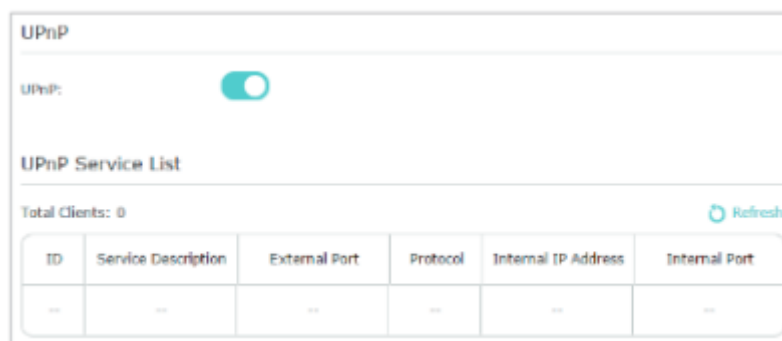 UPnP
UPnP:
UPnP Service List
Total Clients: 0 Refresh
ID Service Description External Port Protocol Internal IP Address Internal Port
-- -- -- -- -- --